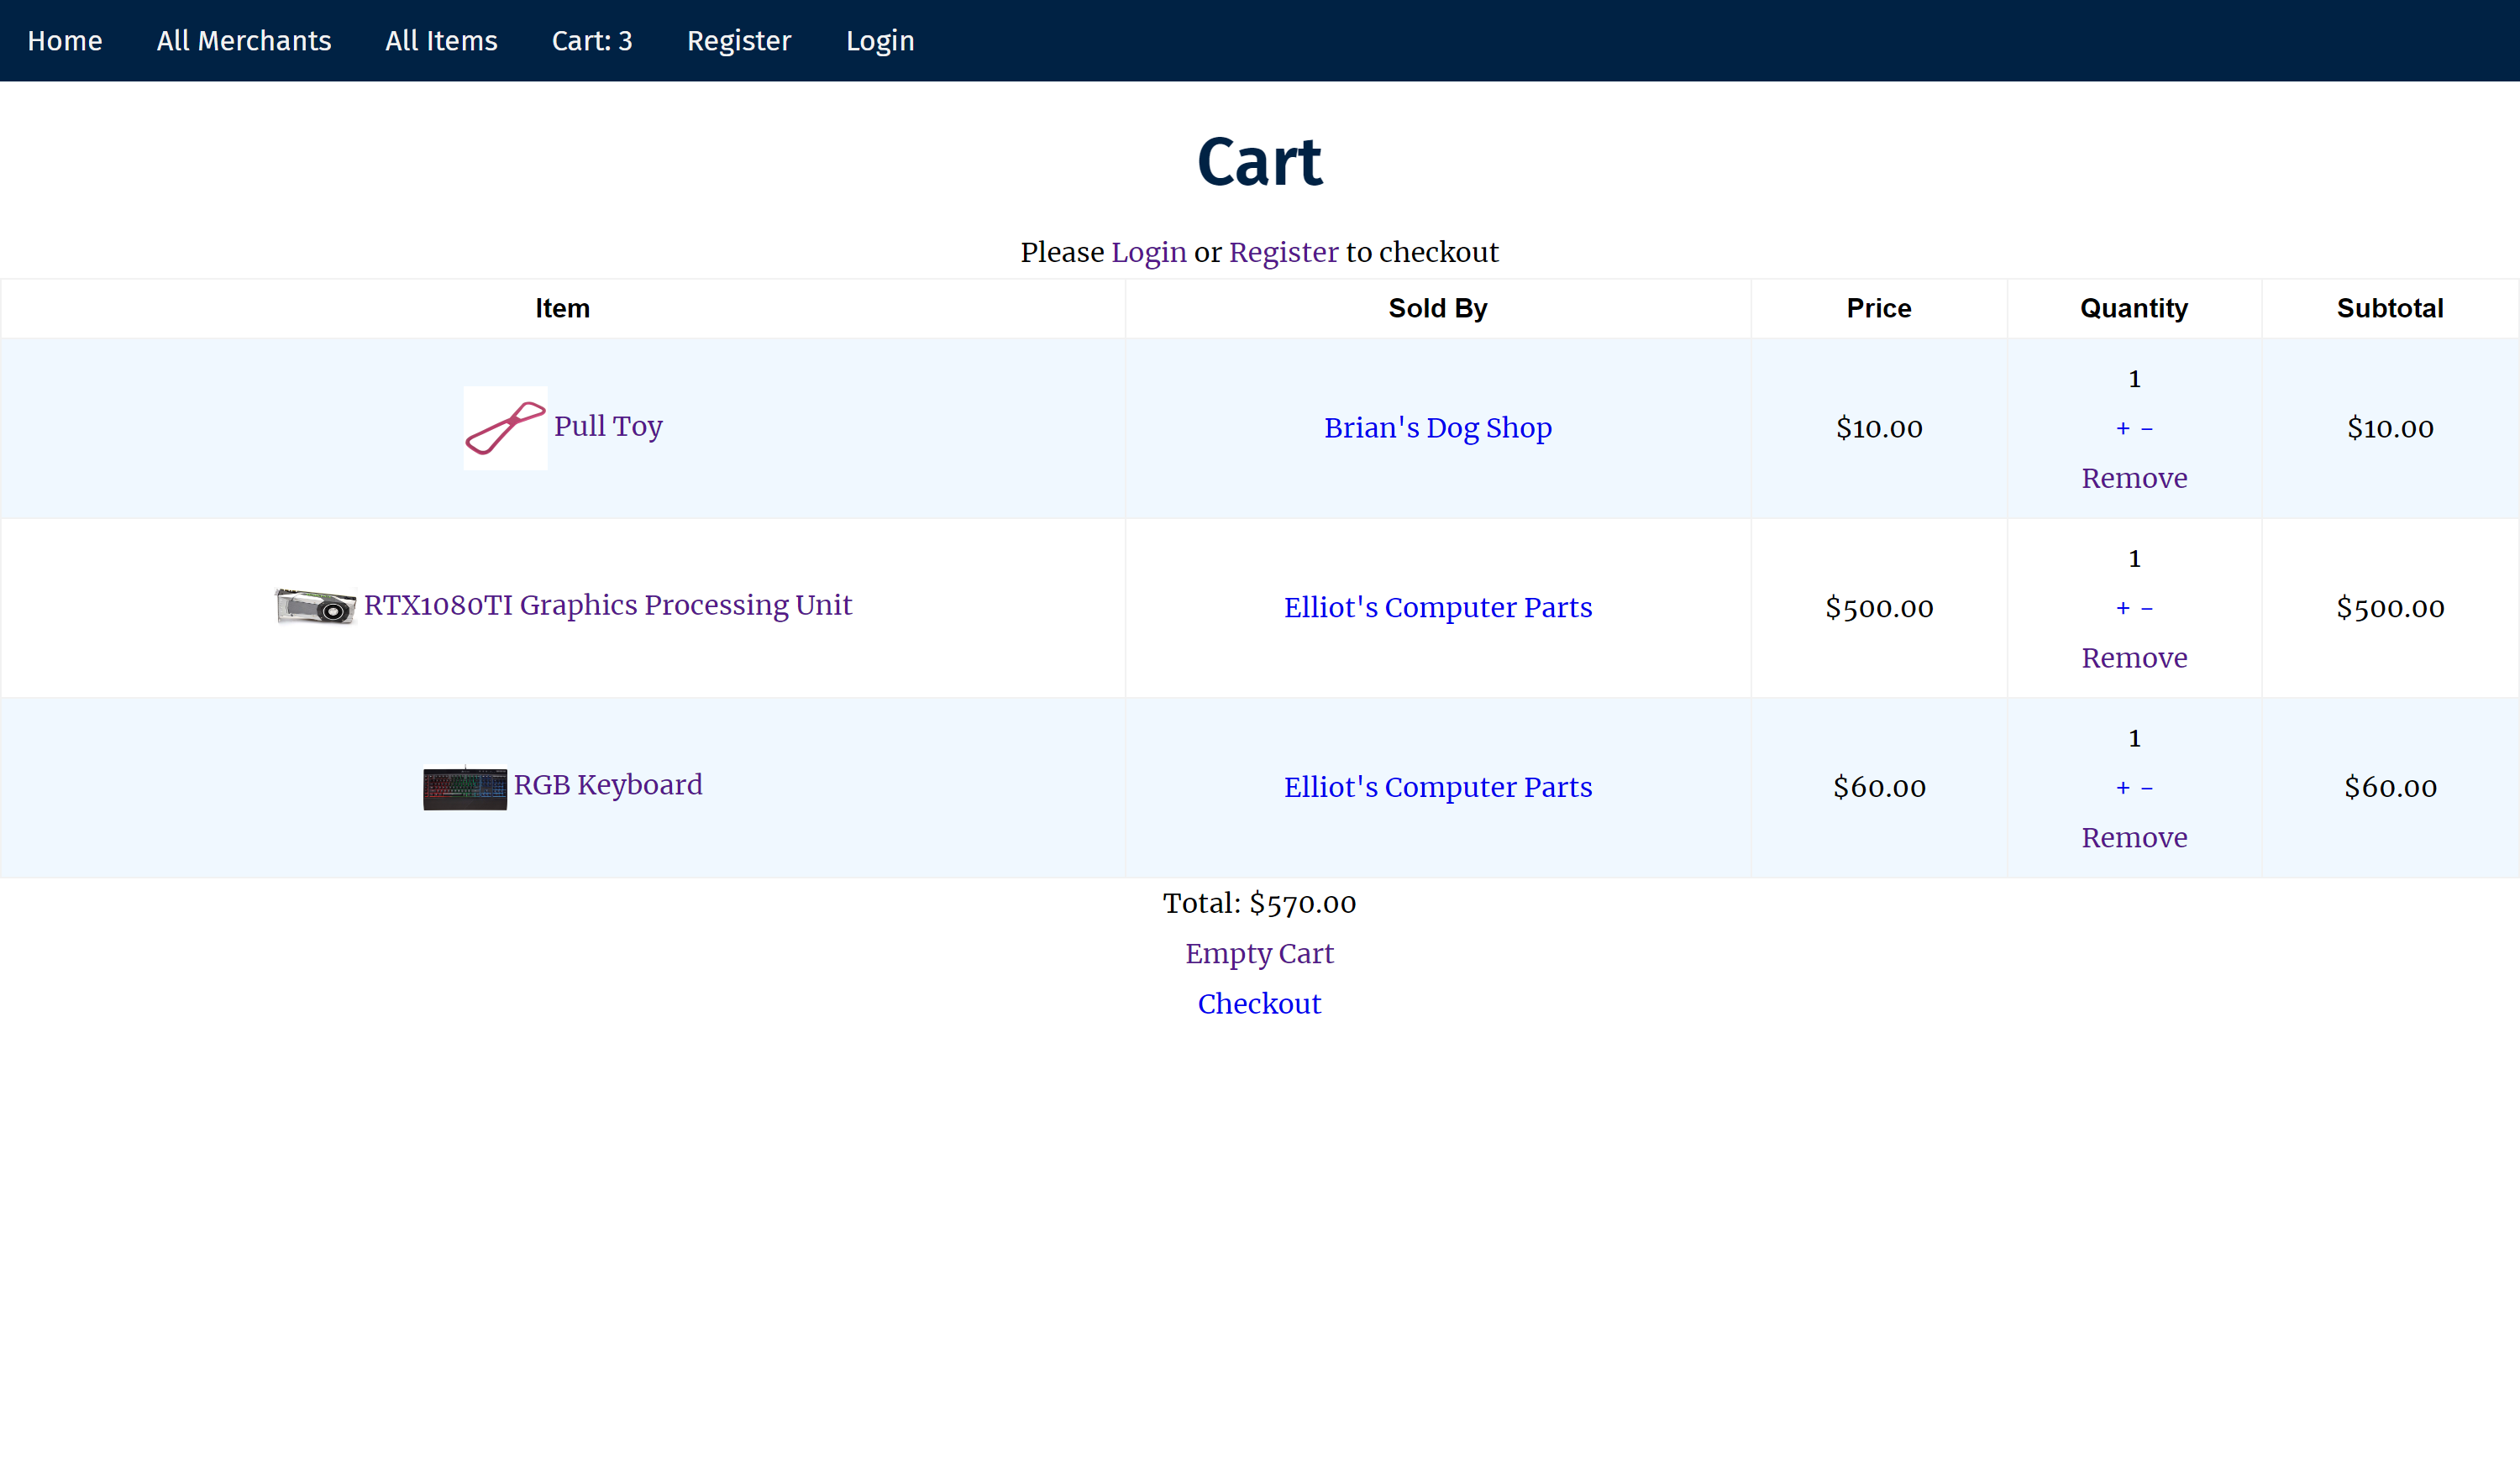 Home All Merchants All Items Cart: 3 Register Login
Cart
Please Login or Register to checkout
Item Sold By Price Quantity Subtotal
Pull Toy Brian's Dog Shop $10.00 1 + - Remove $10.00
RTX1080TI Graphics Processing Unit Elliot's Computer Parts $500.00 1 + - Remove $500.00
RGB Keyboard Elliot's Computer Parts $60.00 1 + - Remove $60.00
Total: $570.00
Empty Cart
Checkout